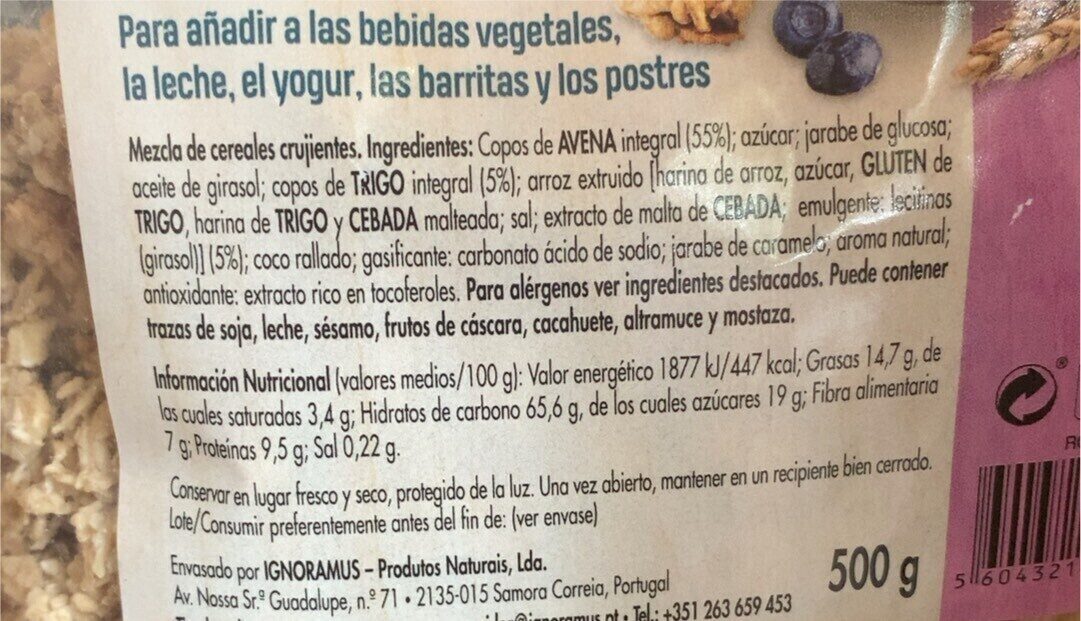 Para añadir a las bebidas vegetales,
la leche, el yogur, las barritas y los postres
Mezcla de cereales crujientes. Ingredientes: Copos de AVENA integral (55%); azúcar; jarabe de glucosa;
aceite de girasol; copos de TRIGO integral (5%); arroz extruido [harina de arroz, azúcar, GLUTEN de
TRIGO, harina de TRIGO y CEBADA malteada; sal; extracto de malta de CEBADA; emulgente: lecitinas
(girasol)] (5%); coco rallado; gasificante: carbonato ácido de sodio; jarabe de caramelo; aroma natural;
antioxidante: extracto rico en tocoferoles. Para alérgenos ver ingredientes destacados. Puede contener
trazas de soja, leche, sésamo, frutos de cáscara, cacahuete, altramuce y mostaza.
Información Nutricional (valores medios/100 g): Valor energético 1877 kJ/447 kcal; Grasas 14,7 g, de
las cuales saturadas 3,4 g; Hidratos de carbono 65,6 g, de los cuales azúcares 19 g; Fibra alimentaria
7 g; Proteínas 9,5 g; Sal 0,22 g.
Conservar en lugar fresco y seco, protegido de la luz. Una vez abierto, mantener en un recipiente bien cerrado.
Lote/Consumir preferentemente antes del fin de: (ver envase)
Envasado por IGNORAMUS – Produtos Naturais, Lda.
Av. Nossa Sr.ª Guadalupe, n.º 71 • 2135-015 Samora Correia, Portugal
Tel.: +351 263 659 453
500 g
5 604321